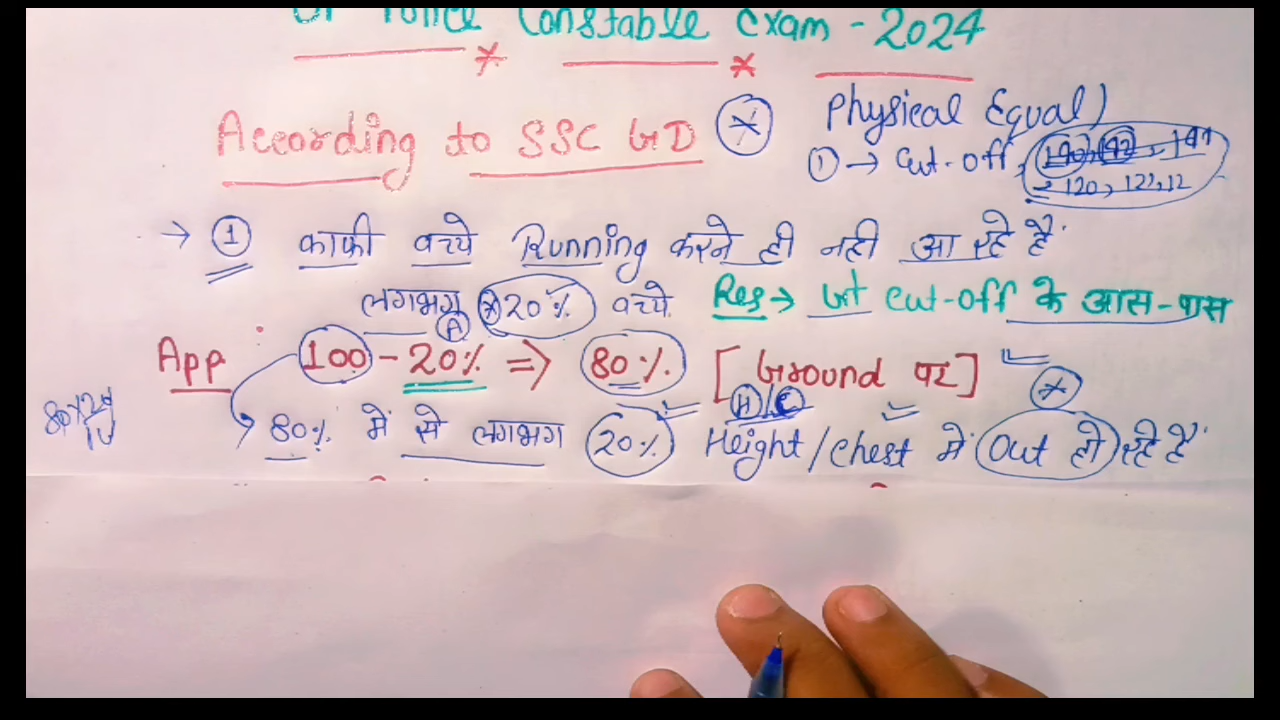 UP Police Constable Exam - 2024
According to SSC GD
Physical Equal)
① → Cut-off,
120, 122, 12
→ ① काफी बच्चे Running करने ही नही आ रहे है
लगभग 20% बच्चे Res → Gt cut-off के आस-पास
App : 100 - 20% => 80% [Ground पर]
A
H/C
80% में से लगभग 20% Height/chest में Out हो रहे हैं